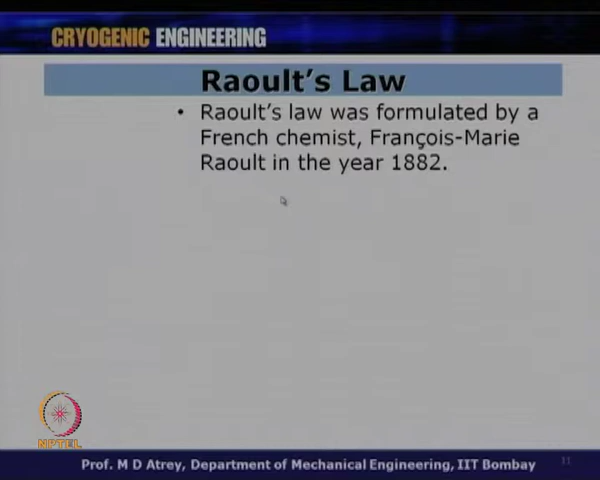 CRYOGENIC ENGINEERING
Raoult's Law
• Raoult's law was formulated by a
French chemist, François-Marie
Raoult in the year 1882.
NPTEL
Prof. M D Atrey, Department of Mechanical Engineering, IIT Bombay
31